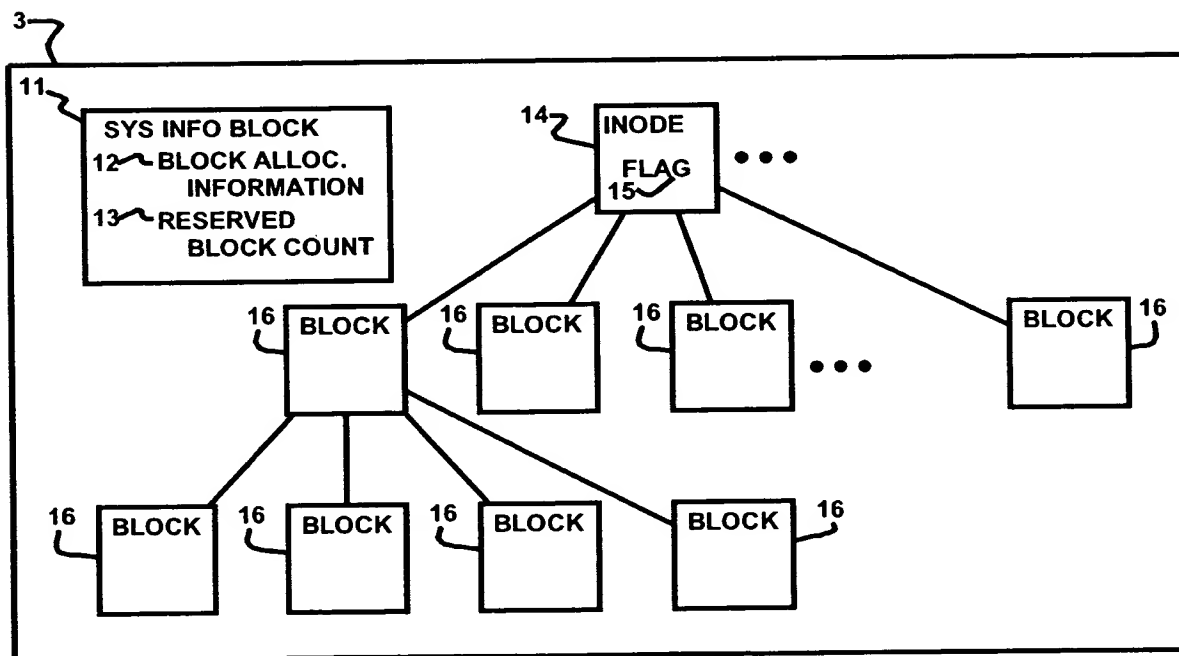 3
11
SYS INFO BLOCK
12 BLOCK ALLOC.
INFORMATION
13 RESERVED
BLOCK COUNT
14 INODE
FLAG
15
16 BLOCK
16 BLOCK
16 BLOCK
BLOCK 16
16 BLOCK
16 BLOCK
16 BLOCK
BLOCK 16